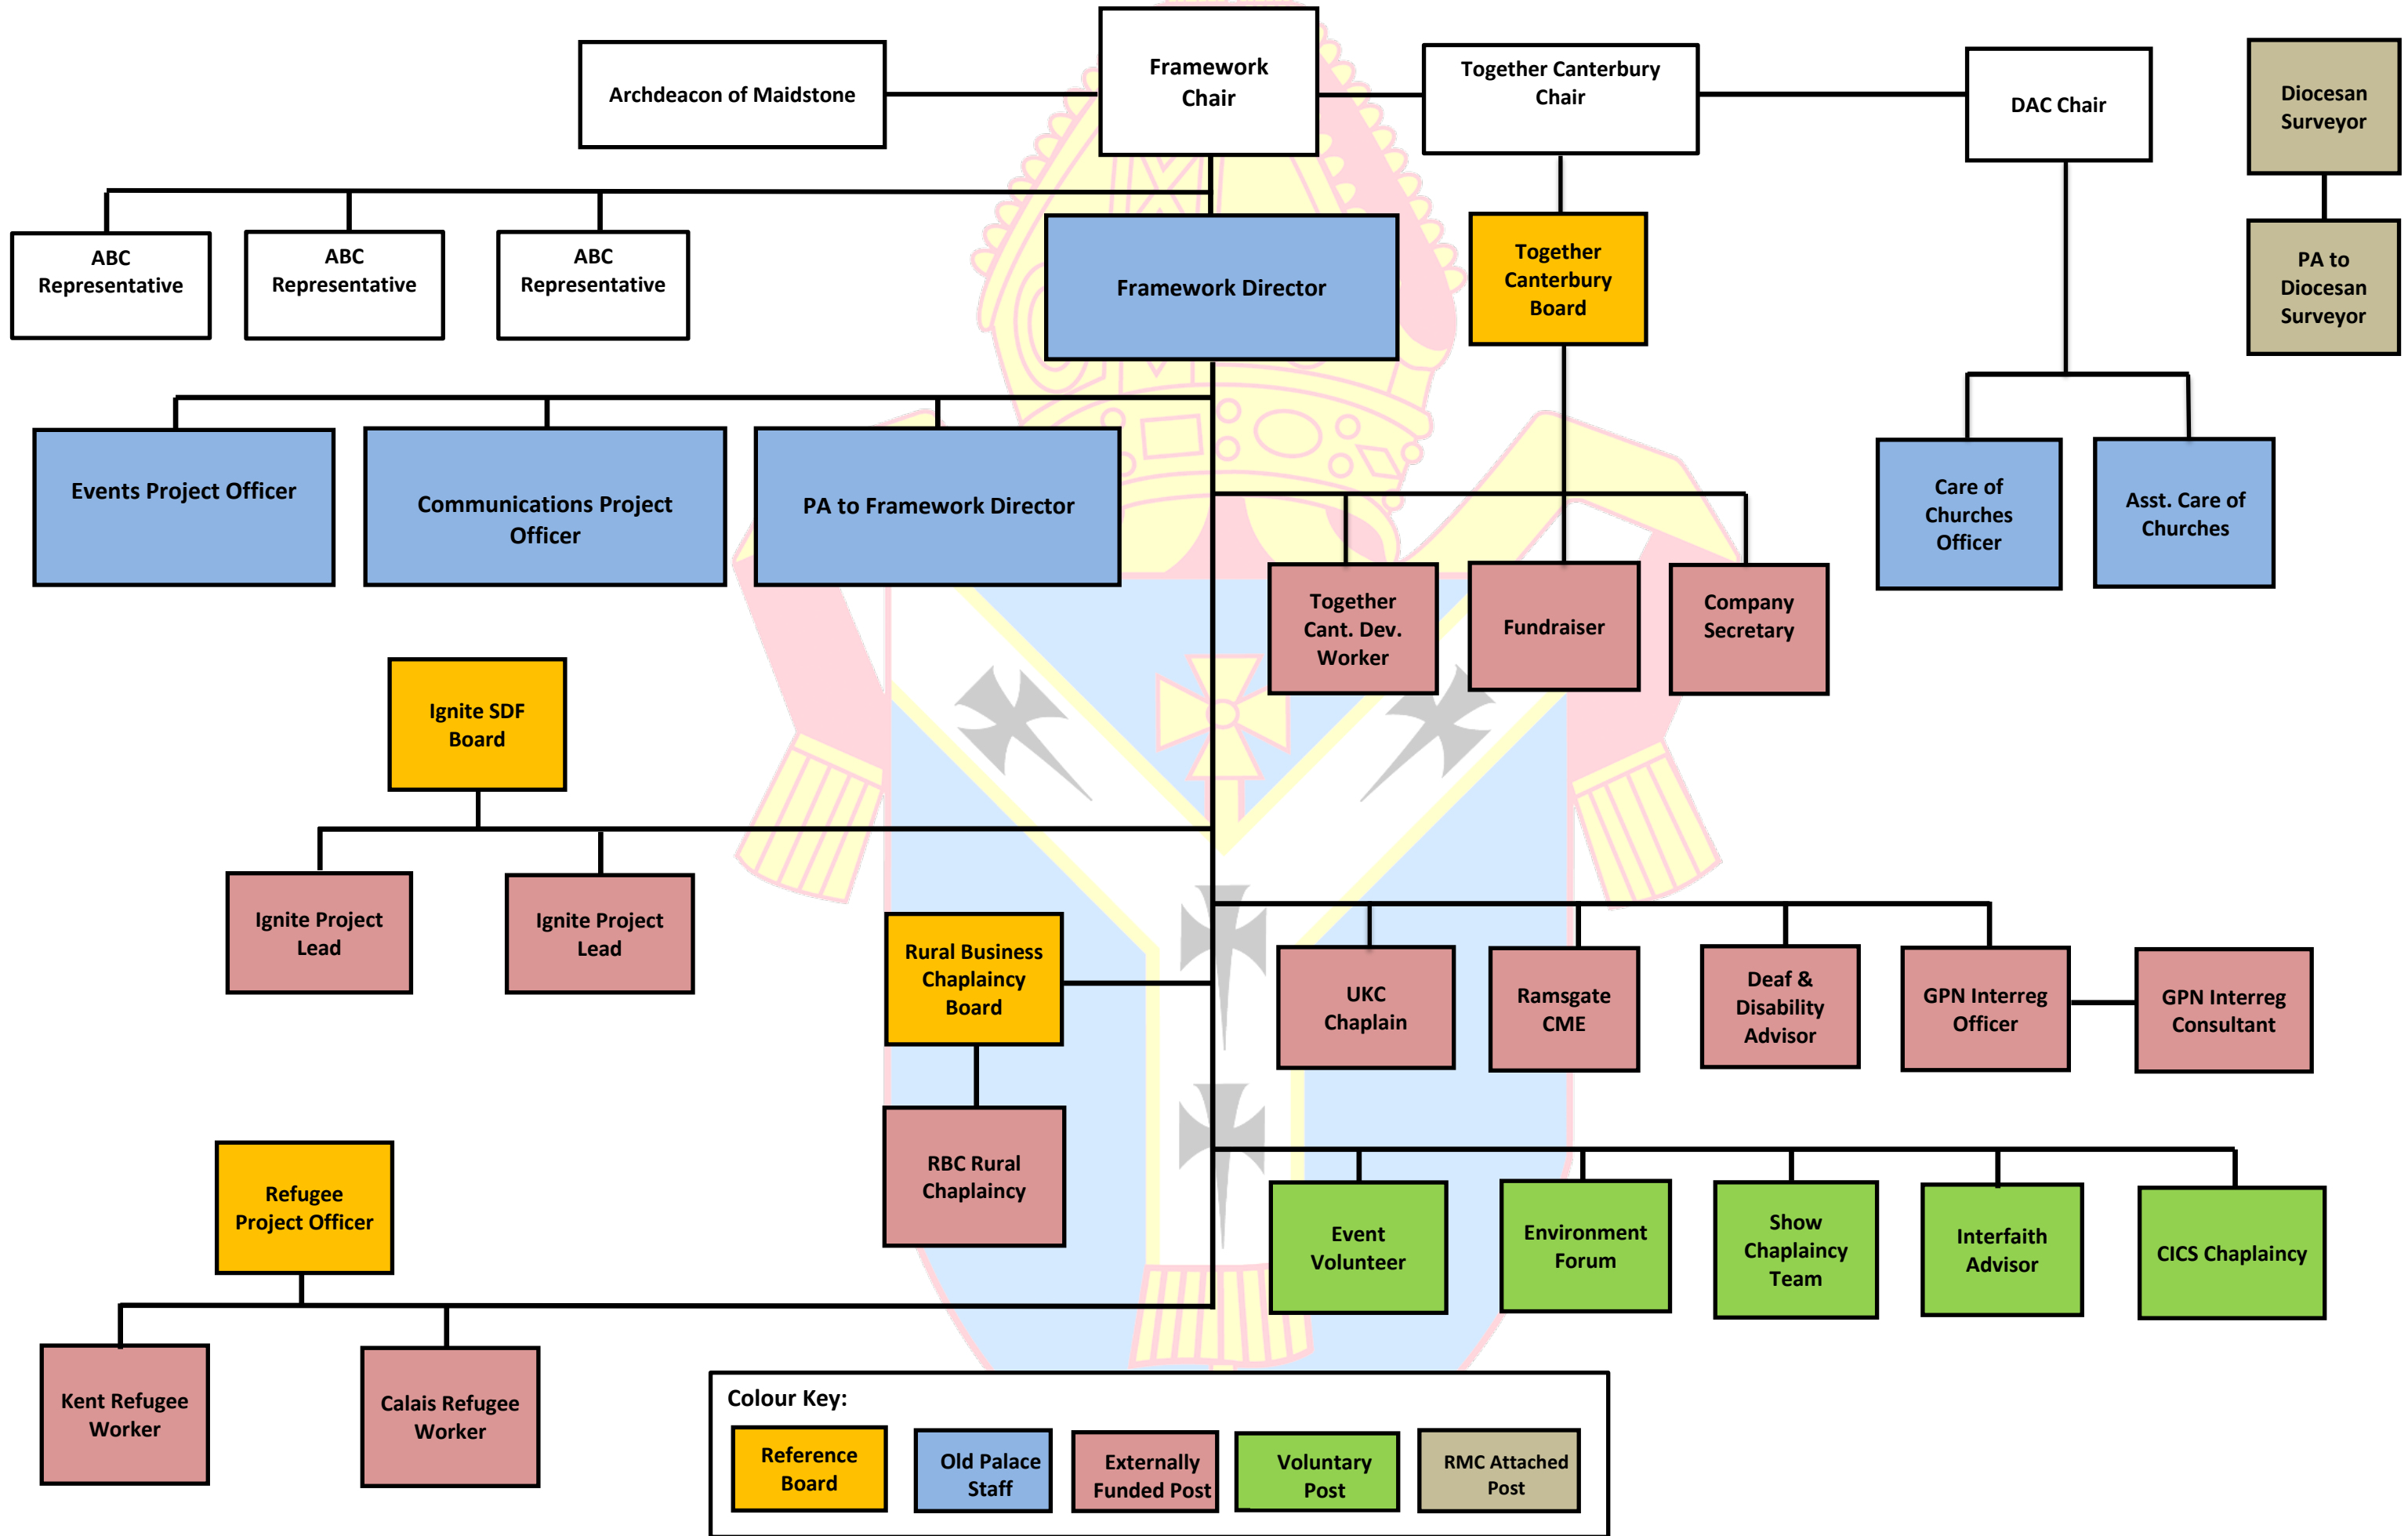 Archdeacon of Maidstone
Framework
Chair
Together Canterbury
Chair
DAC Chair
Diocesan
Surveyor
PA to
Diocesan
Surveyor
ABC
Representative
ABC
Representative
ABC
Representative
Framework Director
Together
Canterbury
Board
Events Project Officer
Communications Project
Officer
PA to Framework Director
Care of
Churches
Officer
Asst. Care of
Churches
Together
Cant. Dev.
Worker
Fundraiser
Company
Secretary
Ignite SDF
Board
Ignite Project
Lead
Ignite Project
Lead
Rural Business
Chaplaincy
Board
UKC
Chaplain
Ramsgate
CME
Deaf &
Disability
Advisor
GPN Interreg
Officer
GPN Interreg
Consultant
RBC Rural
Chaplaincy
Refugee
Project Officer
Event
Volunteer
Environment
Forum
Show
Chaplaincy
Team
Interfaith
Advisor
CICS Chaplaincy
Kent Refugee
Worker
Calais Refugee
Worker
Colour Key:
Reference
Board
Old Palace
Staff
Externally
Funded Post
Voluntary
Post
RMC Attached
Post